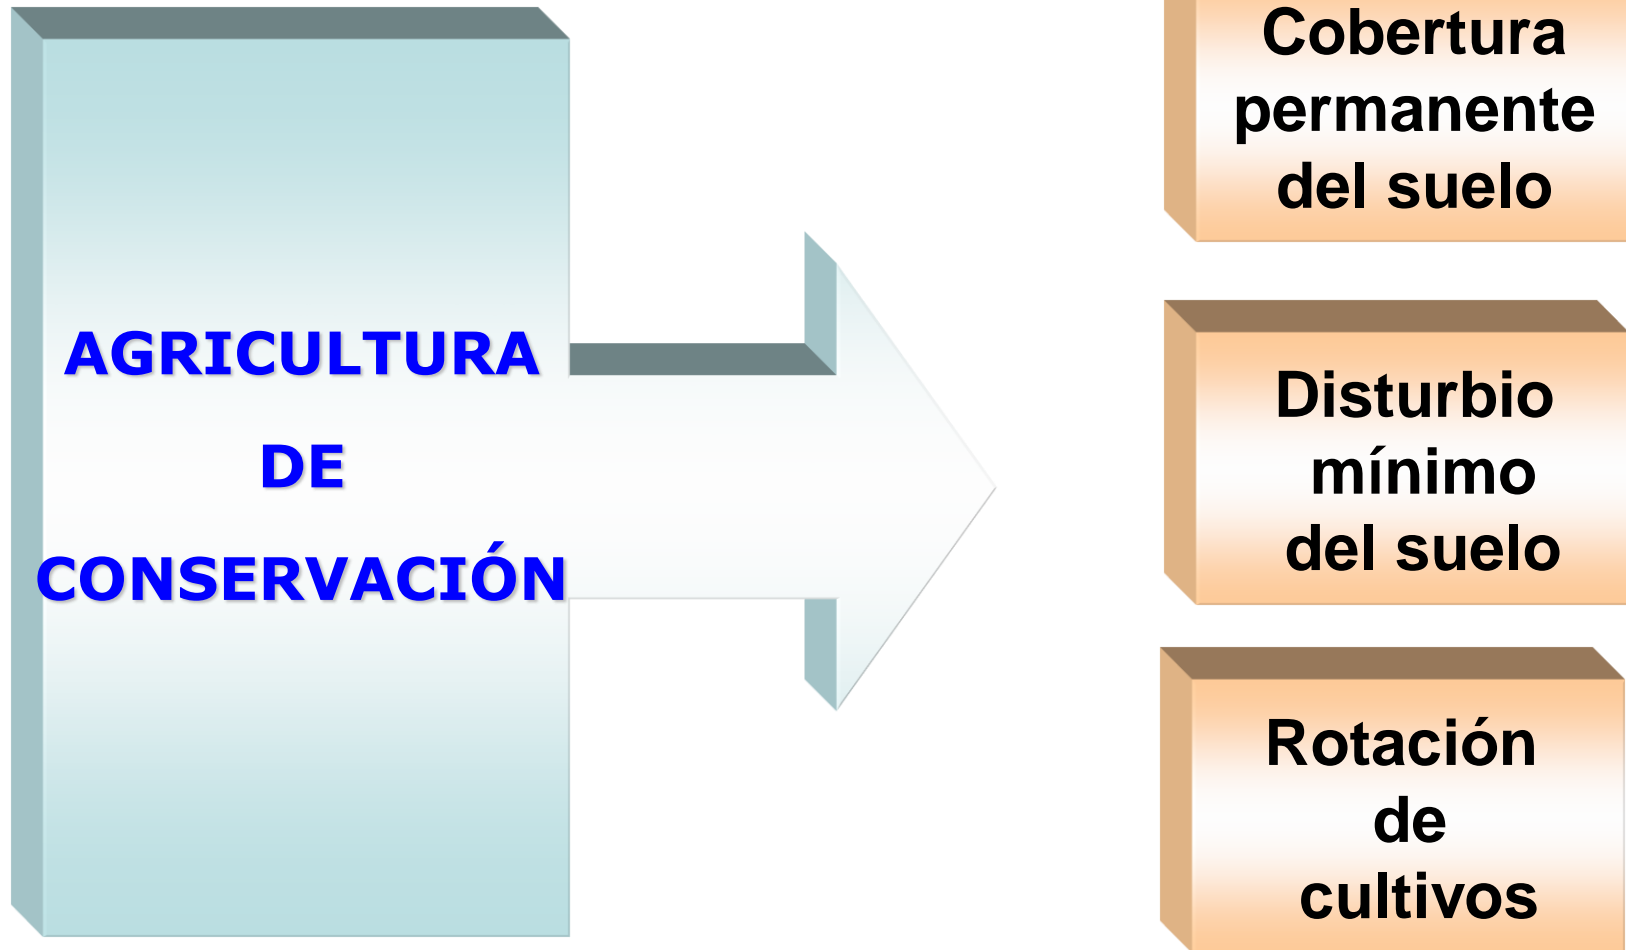 AGRICULTURA
DE
CONSERVACIÓN
Cobertura
permanente
del suelo
Disturbio
mínimo
del suelo
Rotación
de
cultivos